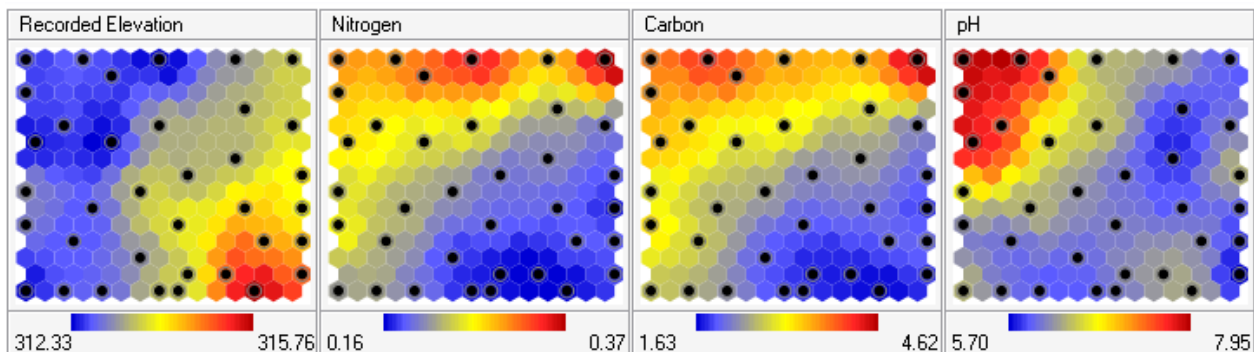 Recorded Elevation Nitrogen Carbon pH
312.33 315.76 0.16 0.37 1.63 4.62 5.70 7.95